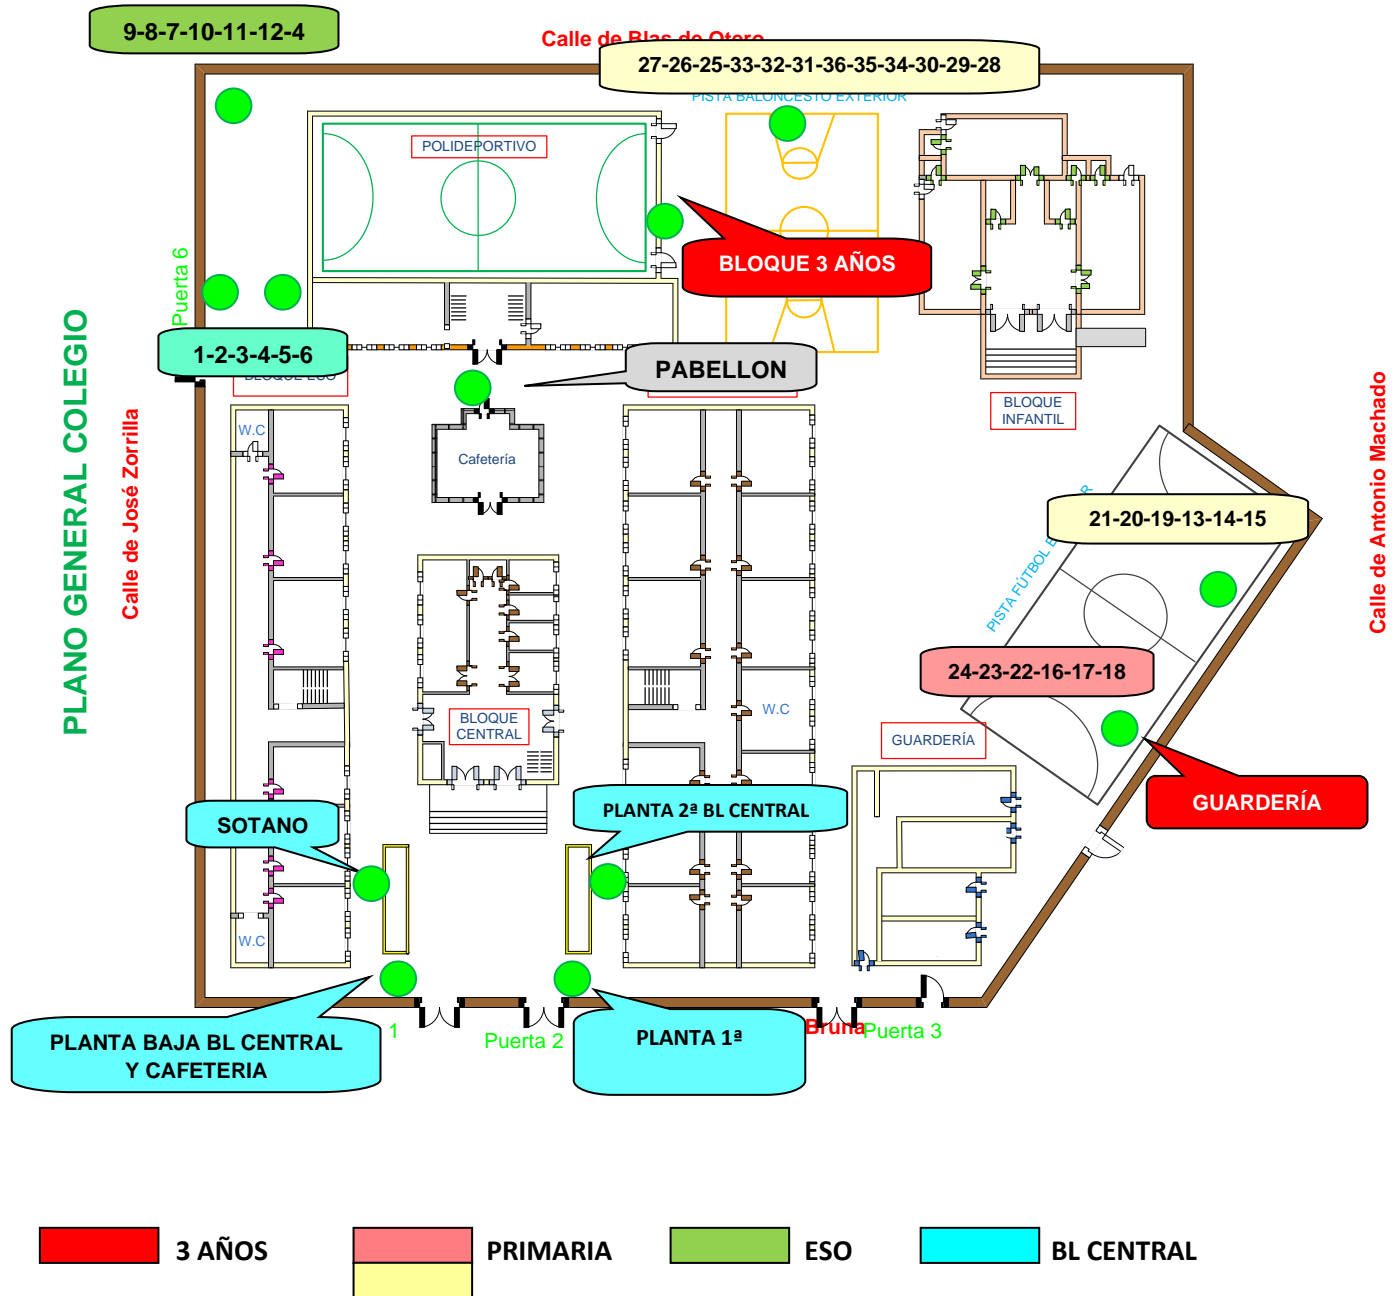 9-8-7-10-11-12-4
Calle de Blas de Otero
27-26-25-33-32-31-36-35-34-30-29-28
PISTA BALONCESTO EXTERIOR
POLIDEPORTIVO
BLOQUE 3 AÑOS
Puerta 6
1-2-3-4-5-6
BLOQUE ESO
PABELLON
PLANO GENERAL COLEGIO
Calle de José Zorrilla
W.C
Cafetería
BLOQUE
INFANTIL
Calle de Antonio Machado
21-20-19-13-14-15
PISTA FÚTBOL
24-23-22-16-17-18
W.C
BLOQUE
CENTRAL
GUARDERÍA
GUARDERÍA
SOTANO
PLANTA 2ª BL CENTRAL
W.C
PLANTA BAJA BL CENTRAL
Y CAFETERIA
1
Puerta 2
PLANTA 1ª
Bruna
Puerta 3
3 AÑOS
PRIMARIA
ESO
BL CENTRAL